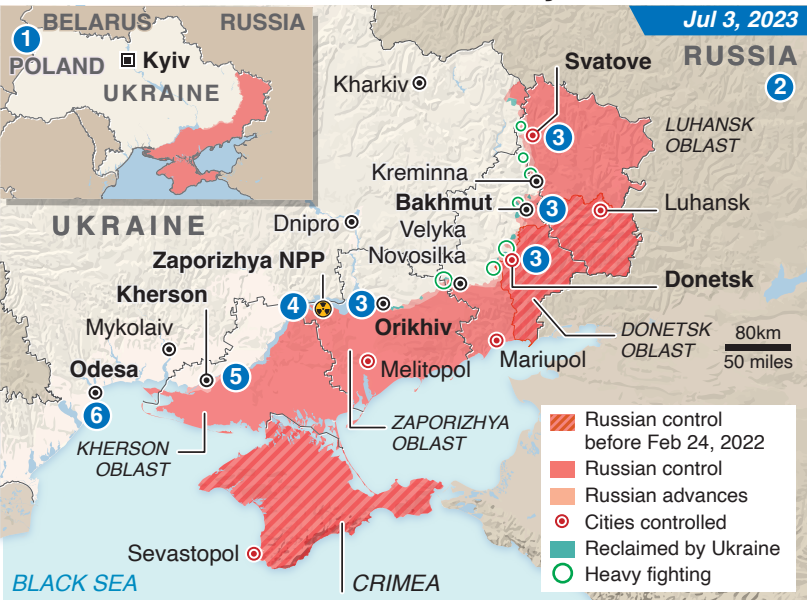 Jul 3, 2023
BELARUS
RUSSIA
1
POLAND
Kyiv
UKRAINE
RUSSIA
2
Svatove
Kharkiv
3
LUHANSK
OBLAST
Kreminna
Bakhmut
3
Luhansk
UKRAINE
Dnipro
Velyka
Novosilka
3
Zaporizhya NPP
Donetsk
Kherson
4
3
Orikhiv
Mykolaiv
DONETSK
OBLAST
80km
50 miles
Mariupol
Odesa
5
Melitopol
6
KHERSON
OBLAST
ZAPORIZHYA
OBLAST
Russian control
before Feb 24, 2022
Russian control
Russian advances
Cities controlled
Reclaimed by Ukraine
Heavy fighting
Sevastopol
BLACK SEA
CRIMEA